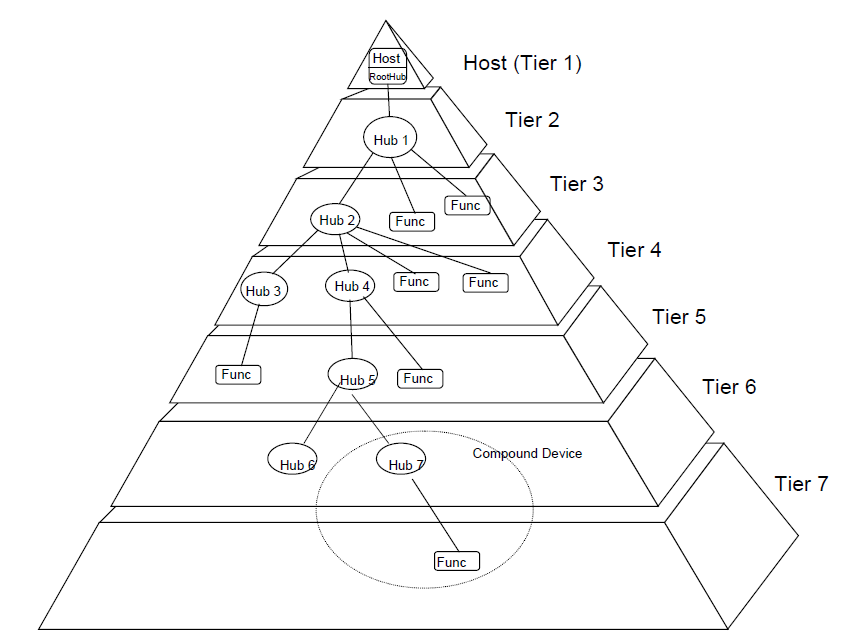 Host
RootHub
Host (Tier 1)
Tier 2
Hub 1
Tier 3
Func
Hub 2
Func
Tier 4
Hub 3
Hub 4
Func
Func
Tier 5
Func
Hub 5
Func
Tier 6
Compound Device
Hub 6
Hub 7
Tier 7
Func